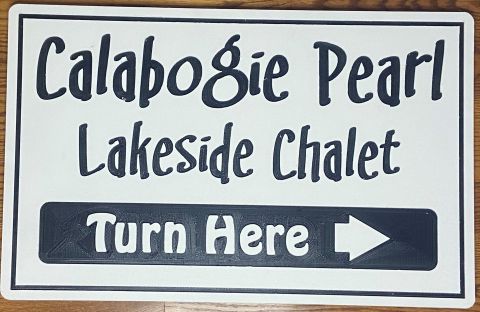 Calabogie Pearl
Lakeside Chalet
Turn Here